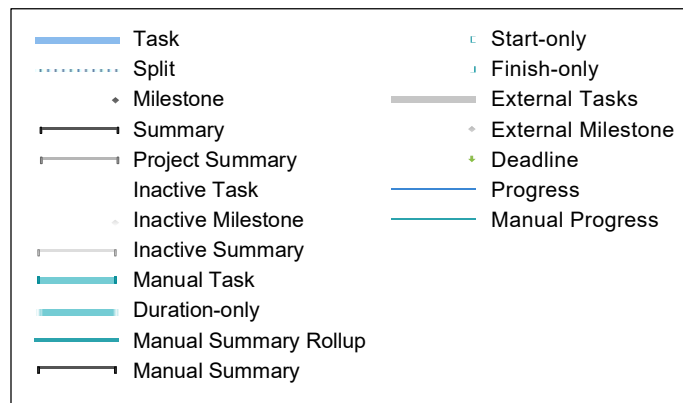 Task
Split
Milestone
Summary
Project Summary
Inactive Task
Inactive Milestone
Inactive Summary
Manual Task
Duration-only
Manual Summary Rollup
Manual Summary
Start-only
Finish-only
External Tasks
External Milestone
Deadline
Progress
Manual Progress